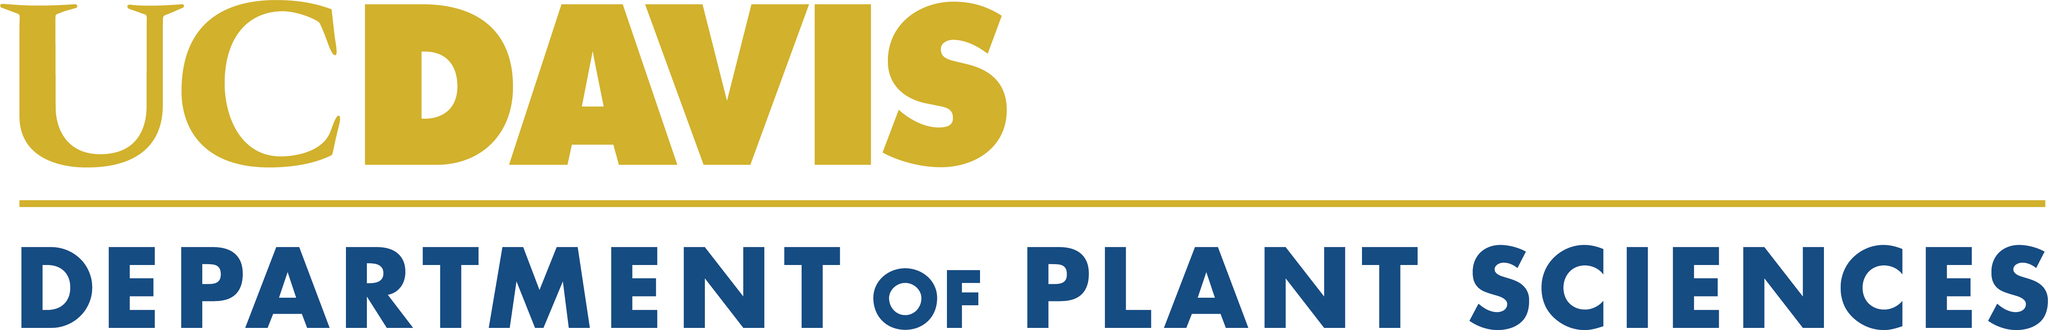 UCDAVIS
DEPARTMENT OF PLANT SCIENCES